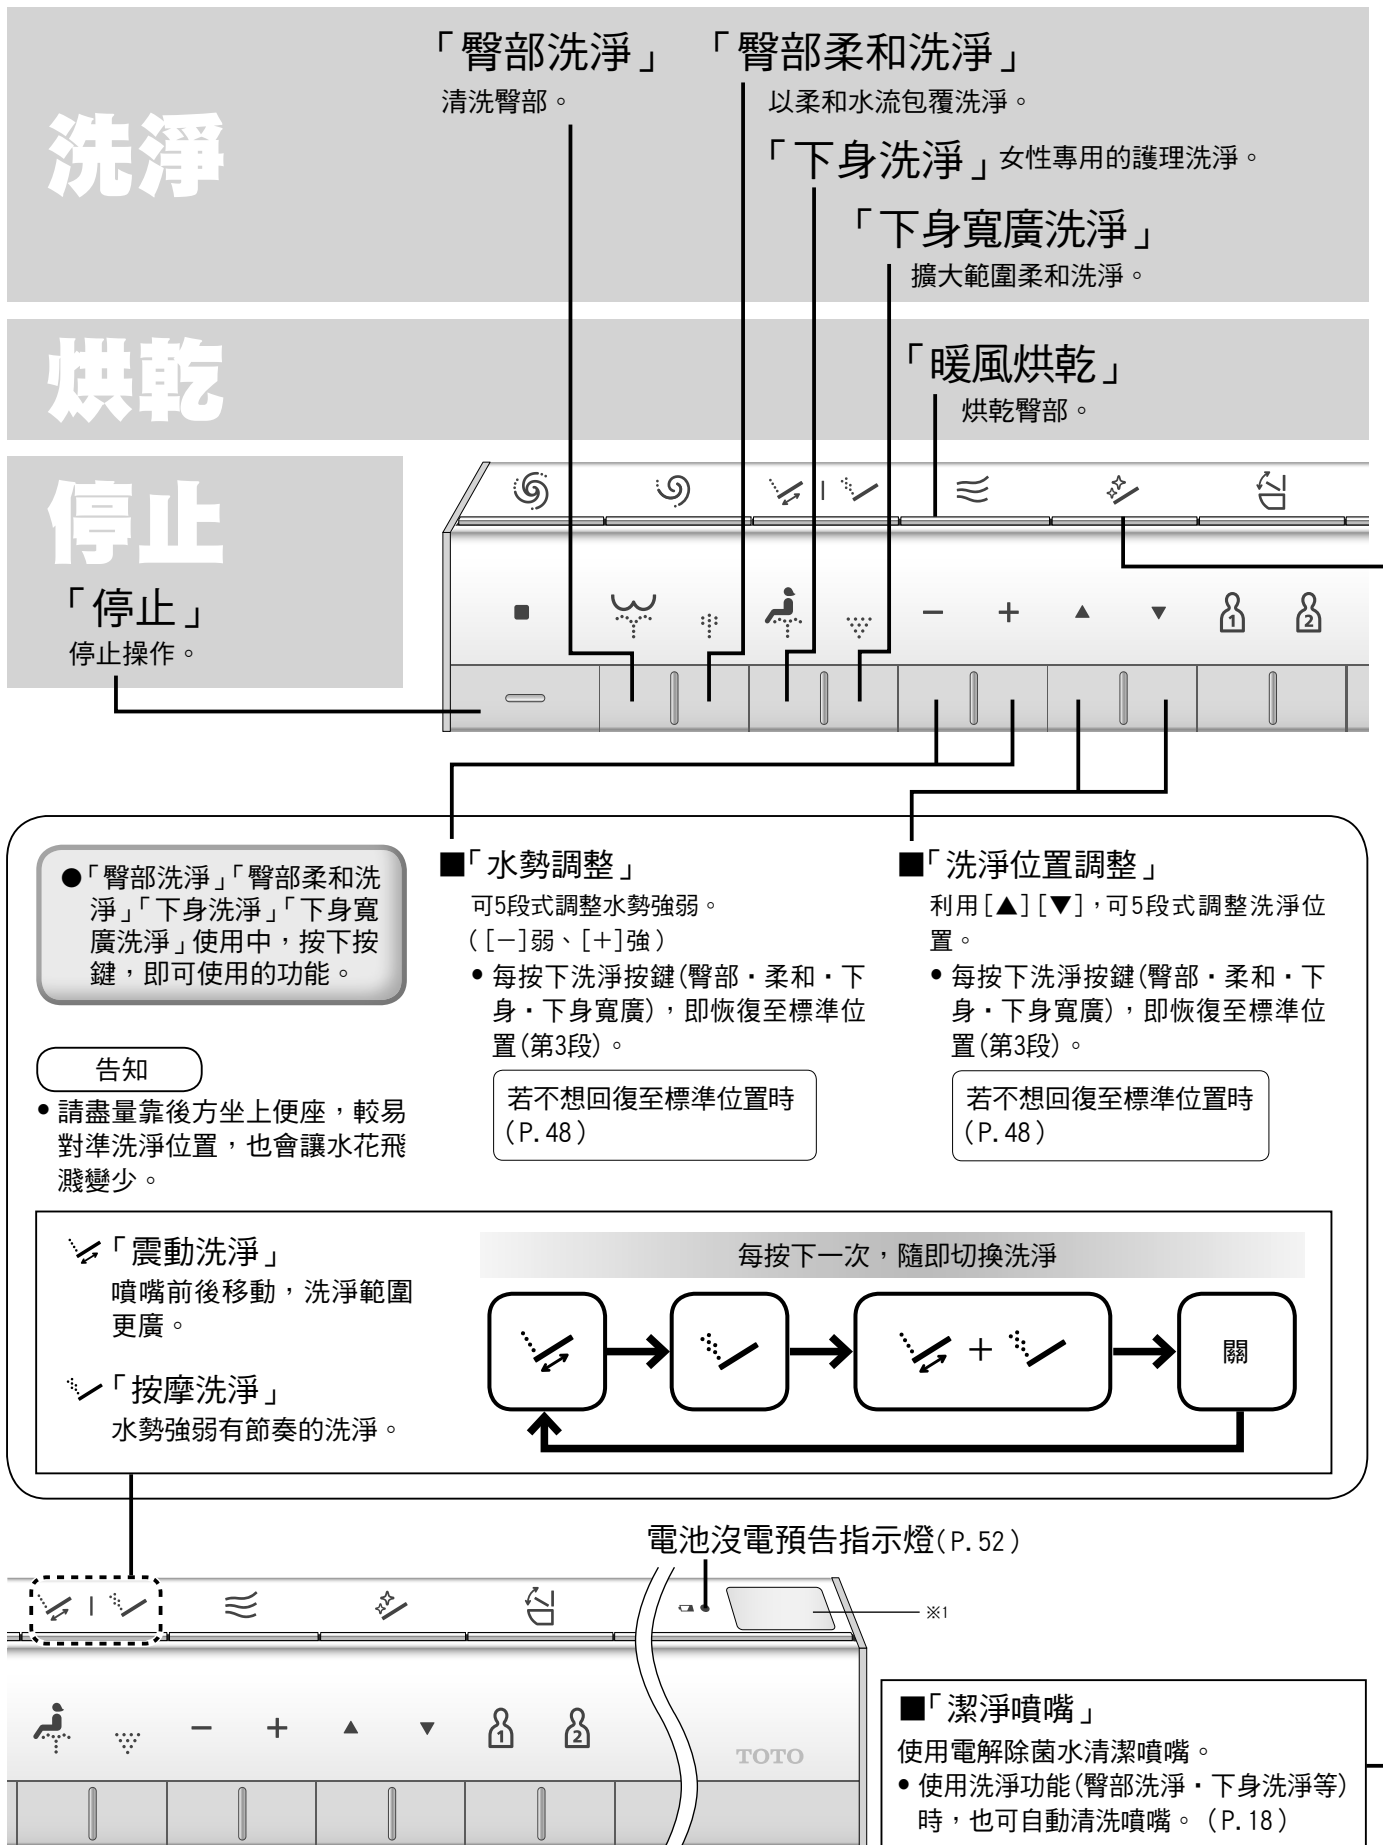 洗淨
「臀部洗淨」
清洗臀部。
「臀部柔和洗淨」
以柔和水流包覆洗淨。
「下身洗淨」女性專用的護理洗淨。
「下身寬廣洗淨」
擴大範圍柔和洗淨。
烘乾
「暖風烘乾」
烘乾臀部。
停止
「停止」
停止操作。
− + ▲ ▼ 1 2
●「臀部洗淨」「臀部柔和洗
淨」「下身洗淨」「下身寬
廣洗淨」使用中，按下按
鍵，即可使用的功能。
告知
•請盡量靠後方坐上便座，較易
對準洗淨位置，也會讓水花飛
濺變少。
■「水勢調整」
可5段式調整水勢強弱。
([−]弱、[+]強)
•每按下洗淨按鍵(臀部・柔和・下
身・下身寬廣)，即恢復至標準位
置(第3段)。
若不想回復至標準位置時
(P.48)
■「洗淨位置調整」
利用[▲][▼]，可5段式調整洗淨位
置。
•每按下洗淨按鍵(臀部・柔和・下
身・下身寬廣)，即恢復至標準位
置(第3段)。
若不想回復至標準位置時
(P.48)
「震動洗淨」
噴嘴前後移動，洗淨範圍
更廣。
「按摩洗淨」
水勢強弱有節奏的洗淨。
每按下一次，隨即切換洗淨
+
關
電池沒電預告指示燈(P.52)
※1
− + ▲ ▼ 1 2
TOTO
■「潔淨噴嘴」
使用電解除菌水清潔噴嘴。
•使用洗淨功能(臀部洗淨・下身洗淨等)
時，也可自動清洗噴嘴。(P.18)